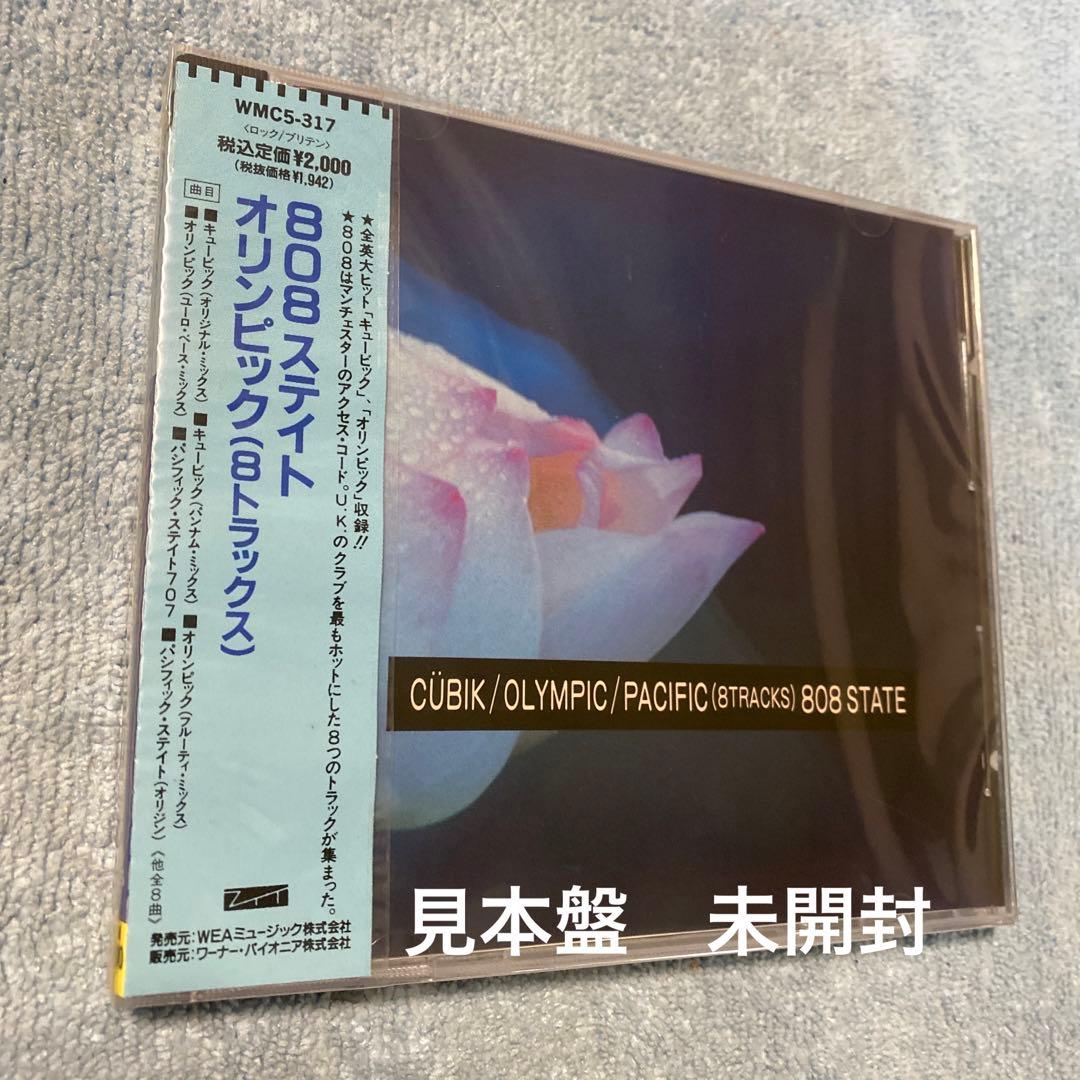 WMC5-317
〈ロック/ブリテン〉
税込定価¥2,000
(税抜価格¥1,942)
808ステイト
オリンピック(8トラックス)
★全英大ヒット「キュービック」、「オリンピック」収録!!
★808はマンチェスターのアクセス・コード。U.K.のクラブを最もホットにした8つのトラックが集まった。
曲目
■キュービック(オリジナル・ミックス) ■キュービック(パンナム・ミックス) ■オリンピック(フルーティ・ミックス)
■オリンピック(ユーロ・ベース・ミックス) ■パシフィック・ステイト707 ■パシフィック・ステイト(オリジン)《他全8曲》
ZTT
発売元:WEAミュージック株式会社
販売元:ワーナー・パイオニア株式会社
CÜBIK/OLYMPIC/PACIFIC(8TRACKS) 808 STATE
見本盤 未開封